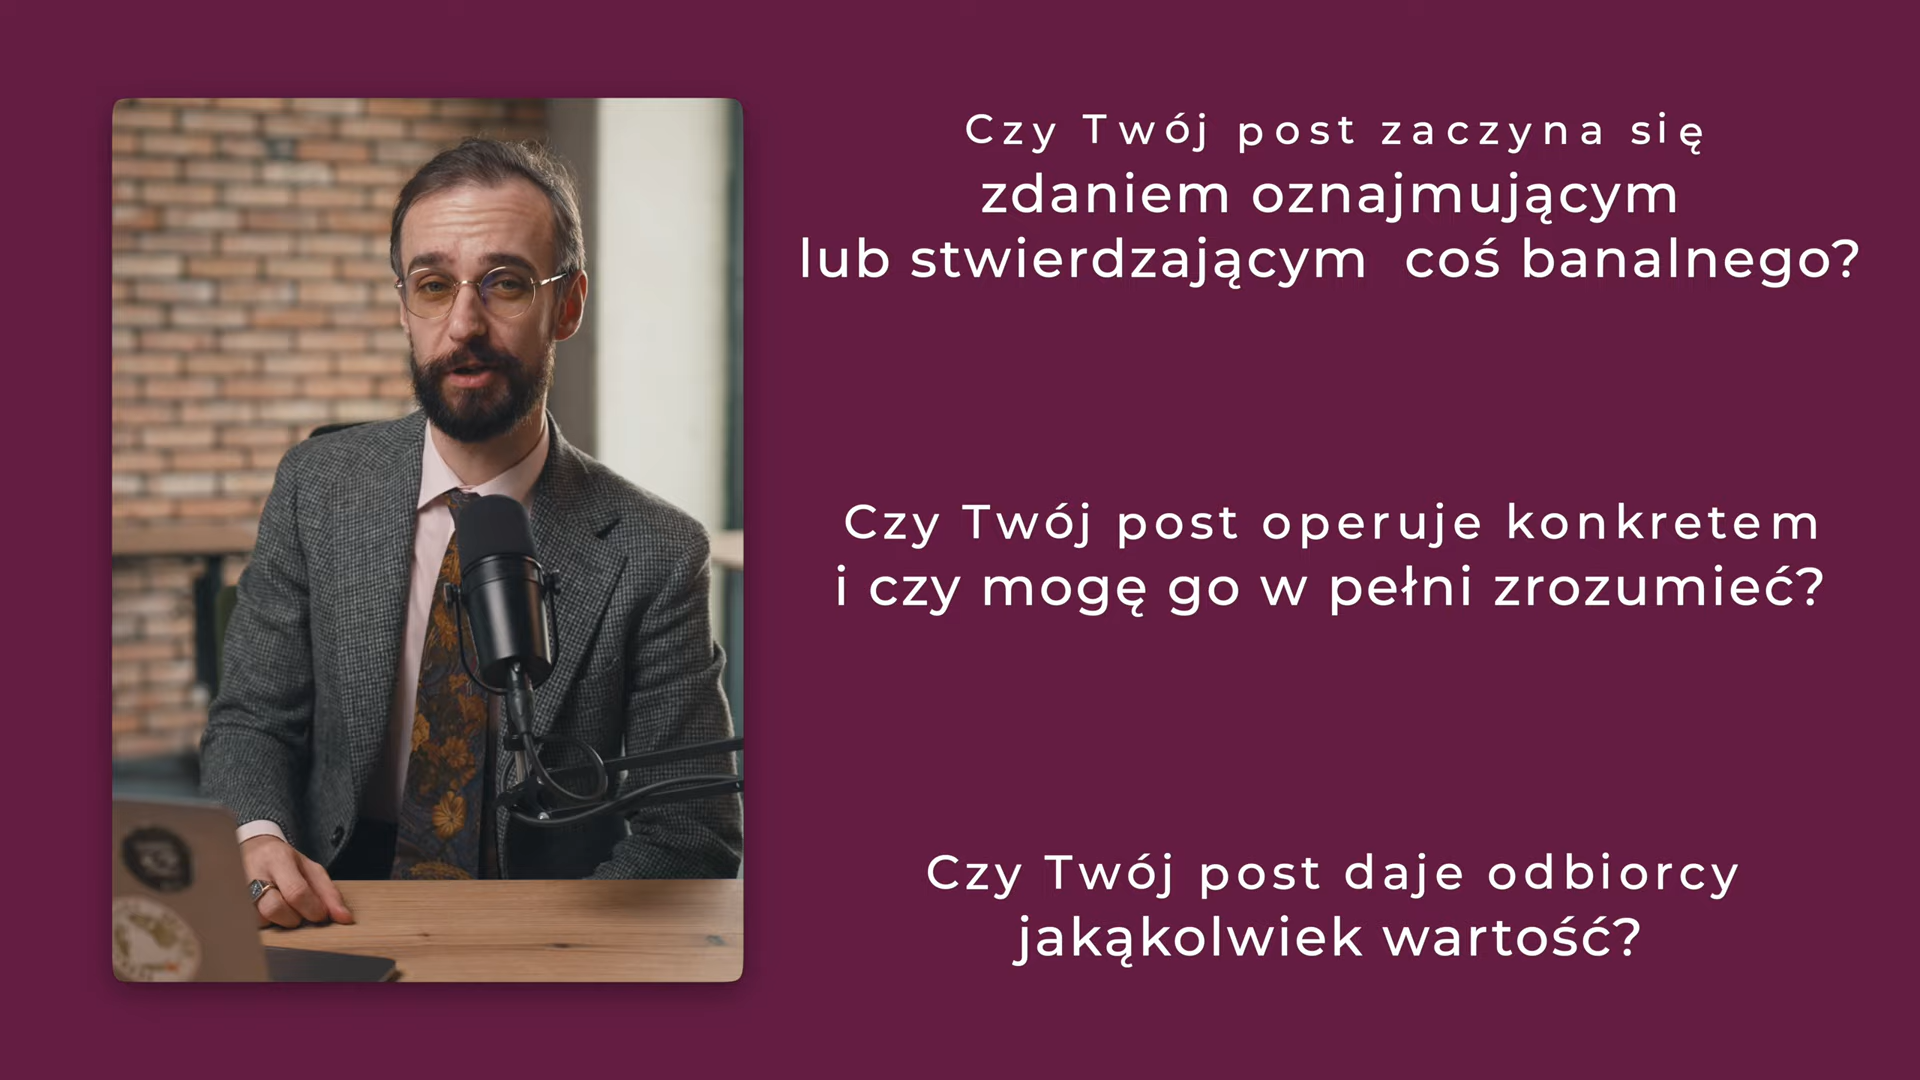 Czy Twój post zaczyna się
zdaniem oznajmującym
lub stwierdzającym coś banalnego?
Czy Twój post operuje konkretem
i czy mogę go w pełni zrozumieć?
Czy Twój post daje odbiorcy
jakąkolwiek wartość?